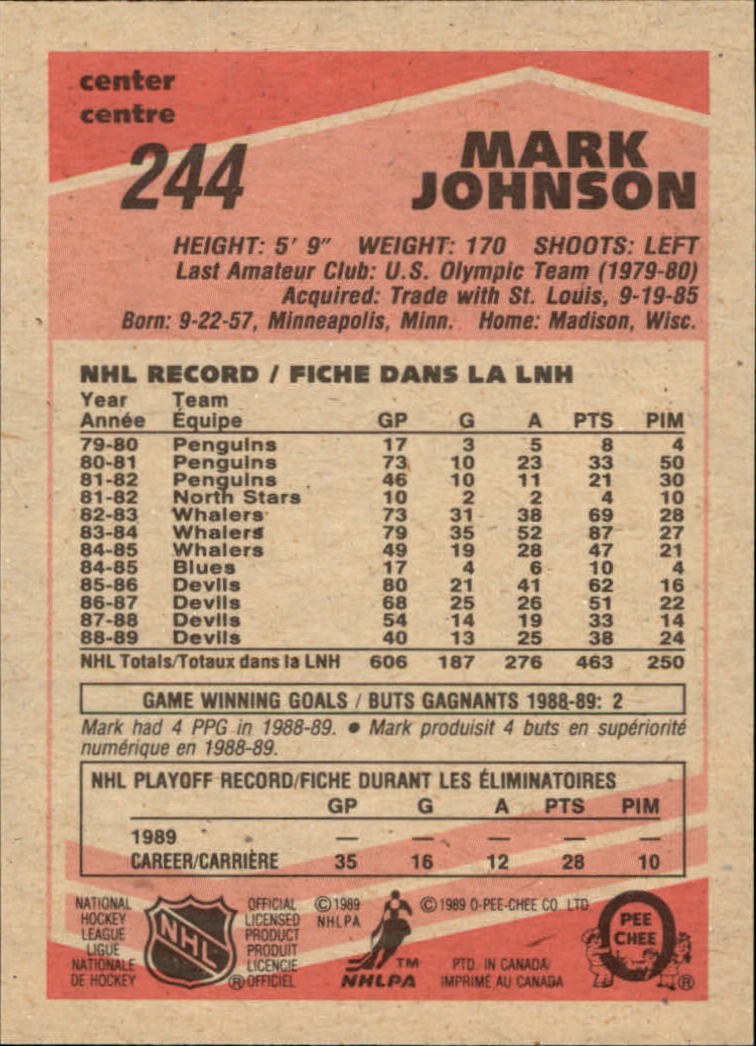 center
centre
244
MARK
JOHNSON
HEIGHT: 5' 9" WEIGHT: 170 SHOOTS: LEFT
Last Amateur Club: U.S. Olympic Team (1979-80)
Acquired: Trade with St. Louis, 9-19-85
Born: 9-22-57, Minneapolis, Minn. Home: Madison, Wisc.
NHL RECORD / FICHE DANS LA LNH
Year Team
Année Équipe GP G A PTS PIM
79-80 Penguins 17 3 5 8 4
80-81 Penguins 73 10 23 33 50
81-82 Penguins 46 10 11 21 30
81-82 North Stars 10 2 2 4 10
82-83 Whalers 73 31 38 69 28
83-84 Whalers 79 35 52 87 27
84-85 Whalers 49 19 28 47 21
84-85 Blues 17 4 6 10 4
85-86 Devils 80 21 41 62 16
86-87 Devils 68 25 26 51 22
87-88 Devils 54 14 19 33 14
88-89 Devils 40 13 25 38 24
NHL Totals/Totaux dans la LNH 606 187 276 463 250
GAME WINNING GOALS / BUTS GAGNANTS 1988-89: 2
Mark had 4 PPG in 1988-89. ● Mark produisit 4 buts en supériorité
numérique en 1988-89.
NHL PLAYOFF RECORD/FICHE DURANT LES ÉLIMINATOIRES
GP G A PTS PIM
1989 — — — — —
CAREER/CARRIÈRE 35 16 12 28 10
NATIONAL
HOCKEY
LEAGUE
LIGUE
NATIONALE
DE HOCKEY
NHL
OFFICIAL
LICENSED
PRODUCT
PRODUIT
LICENCIE
® OFFICIEL
© 1989
NHLPA
TM
NHLPA
© 1989 O-PEE-CHEE CO. LTD
PTD. IN CANADA
IMPRIMÉ AU CANADA
PEE
CHEE
®